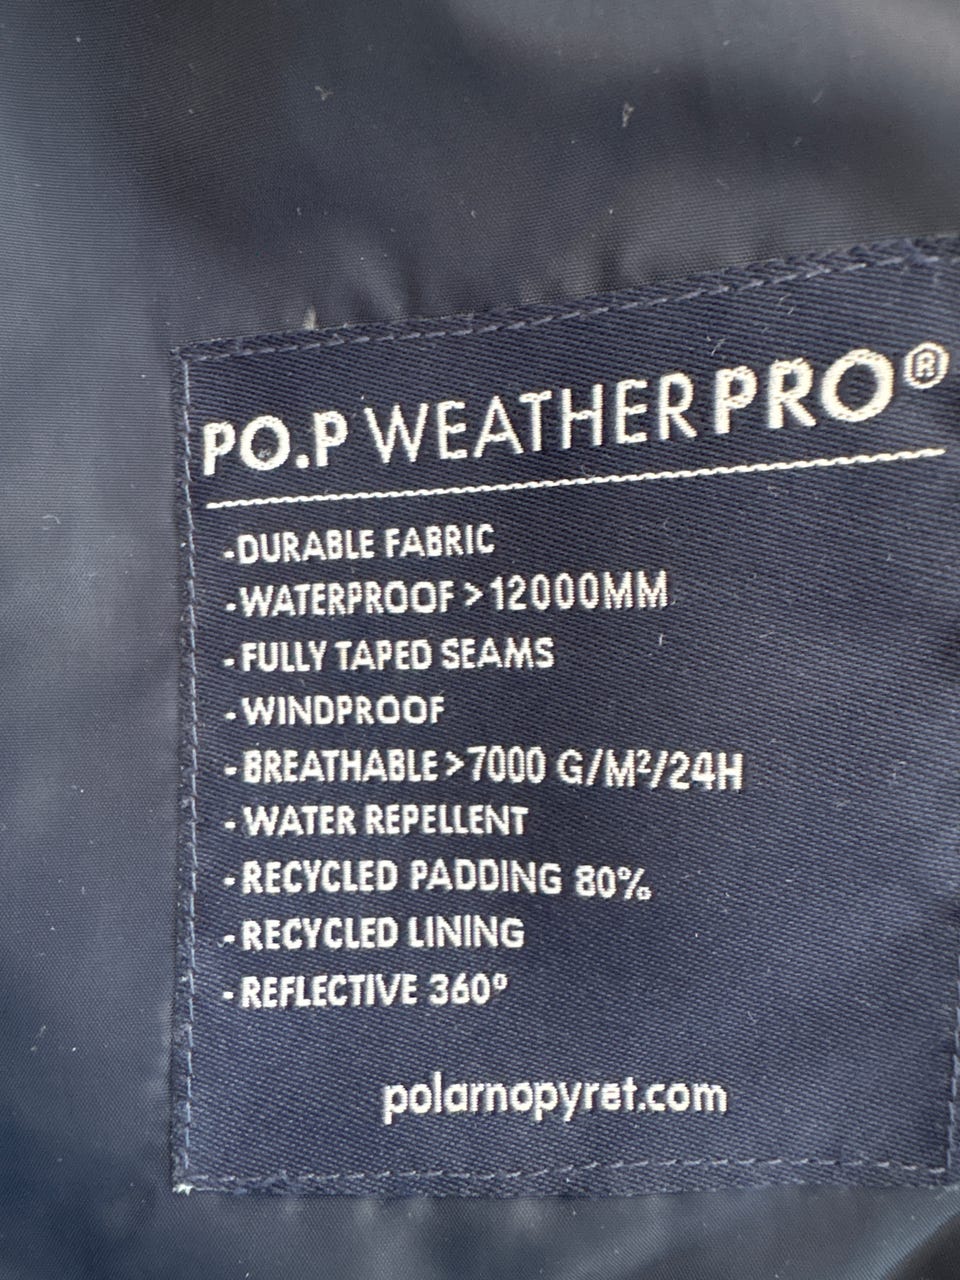 PO.P WEATHERPRO®
-DURABLE FABRIC
-WATERPROOF >12000MM
-FULLY TAPED SEAMS
-WINDPROOF
-BREATHABLE >7000 G/M²/24H
-WATER REPELLENT
-RECYCLED PADDING 80%
-RECYCLED LINING
-REFLECTIVE 360°
polarnopyret.com